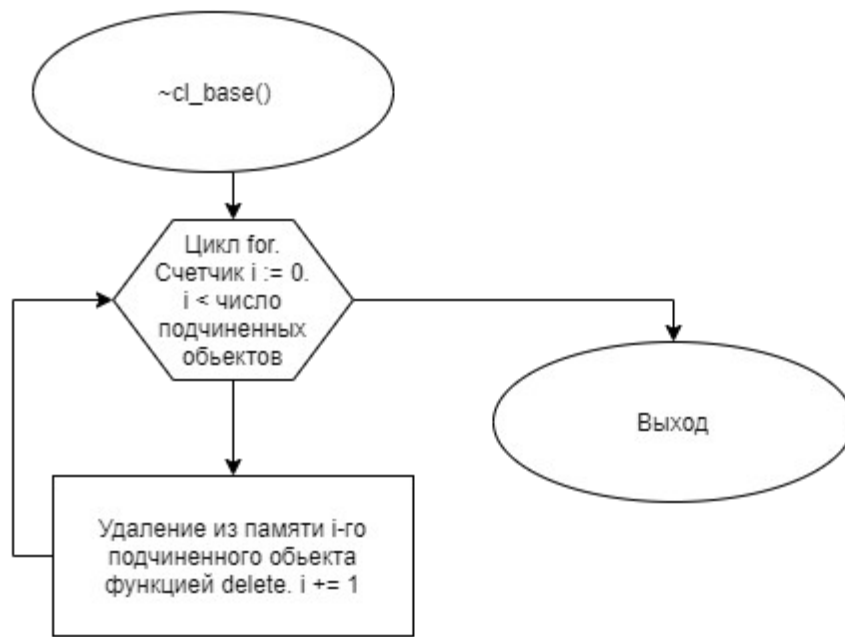 ~cl_base()
Цикл for.
Счетчик i := 0.
i < число
подчиненных
обьектов
Выход
Удаление из памяти i-го
подчиненного обьекта
функцией delete. i += 1